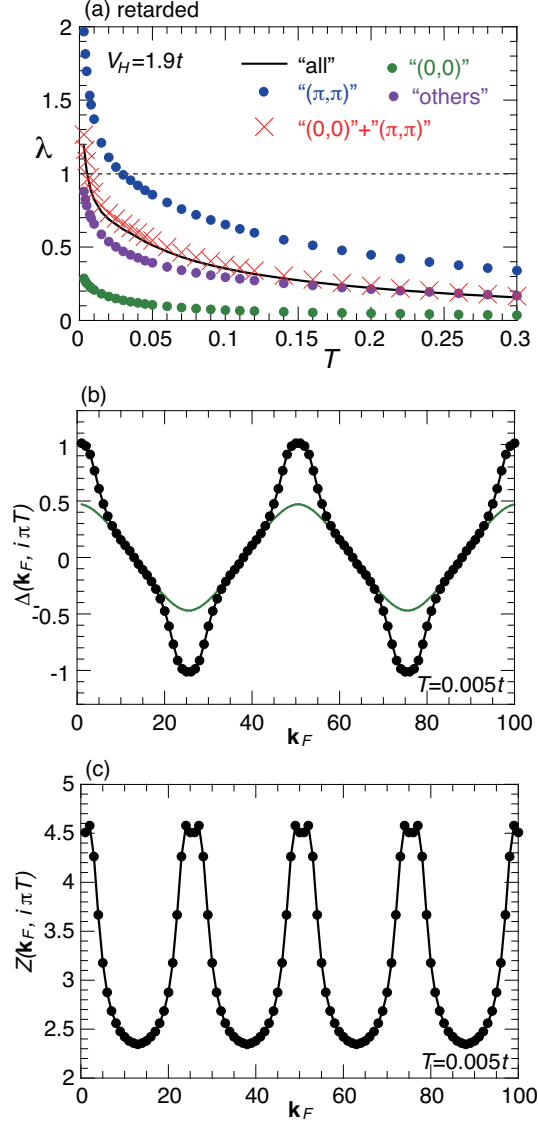 (a) retarded
V_H=1.9t
“all”
“(0,0)”
“(π,π)”
“others”
“(0,0)”+”(π,π)”
λ
2
1.5
1
0.5
0
0 0.05 0.1 0.15 0.2 0.25 0.3
T
(b)
Δ(k_F, iπT)
1
0.5
0
-0.5
-1
T=0.005t
0 20 40 60 80 100
k_F
(c)
Z(k_F, iπT)
5
4.5
4
3.5
3
2.5
2
T=0.005t
0 20 40 60 80 100
k_F